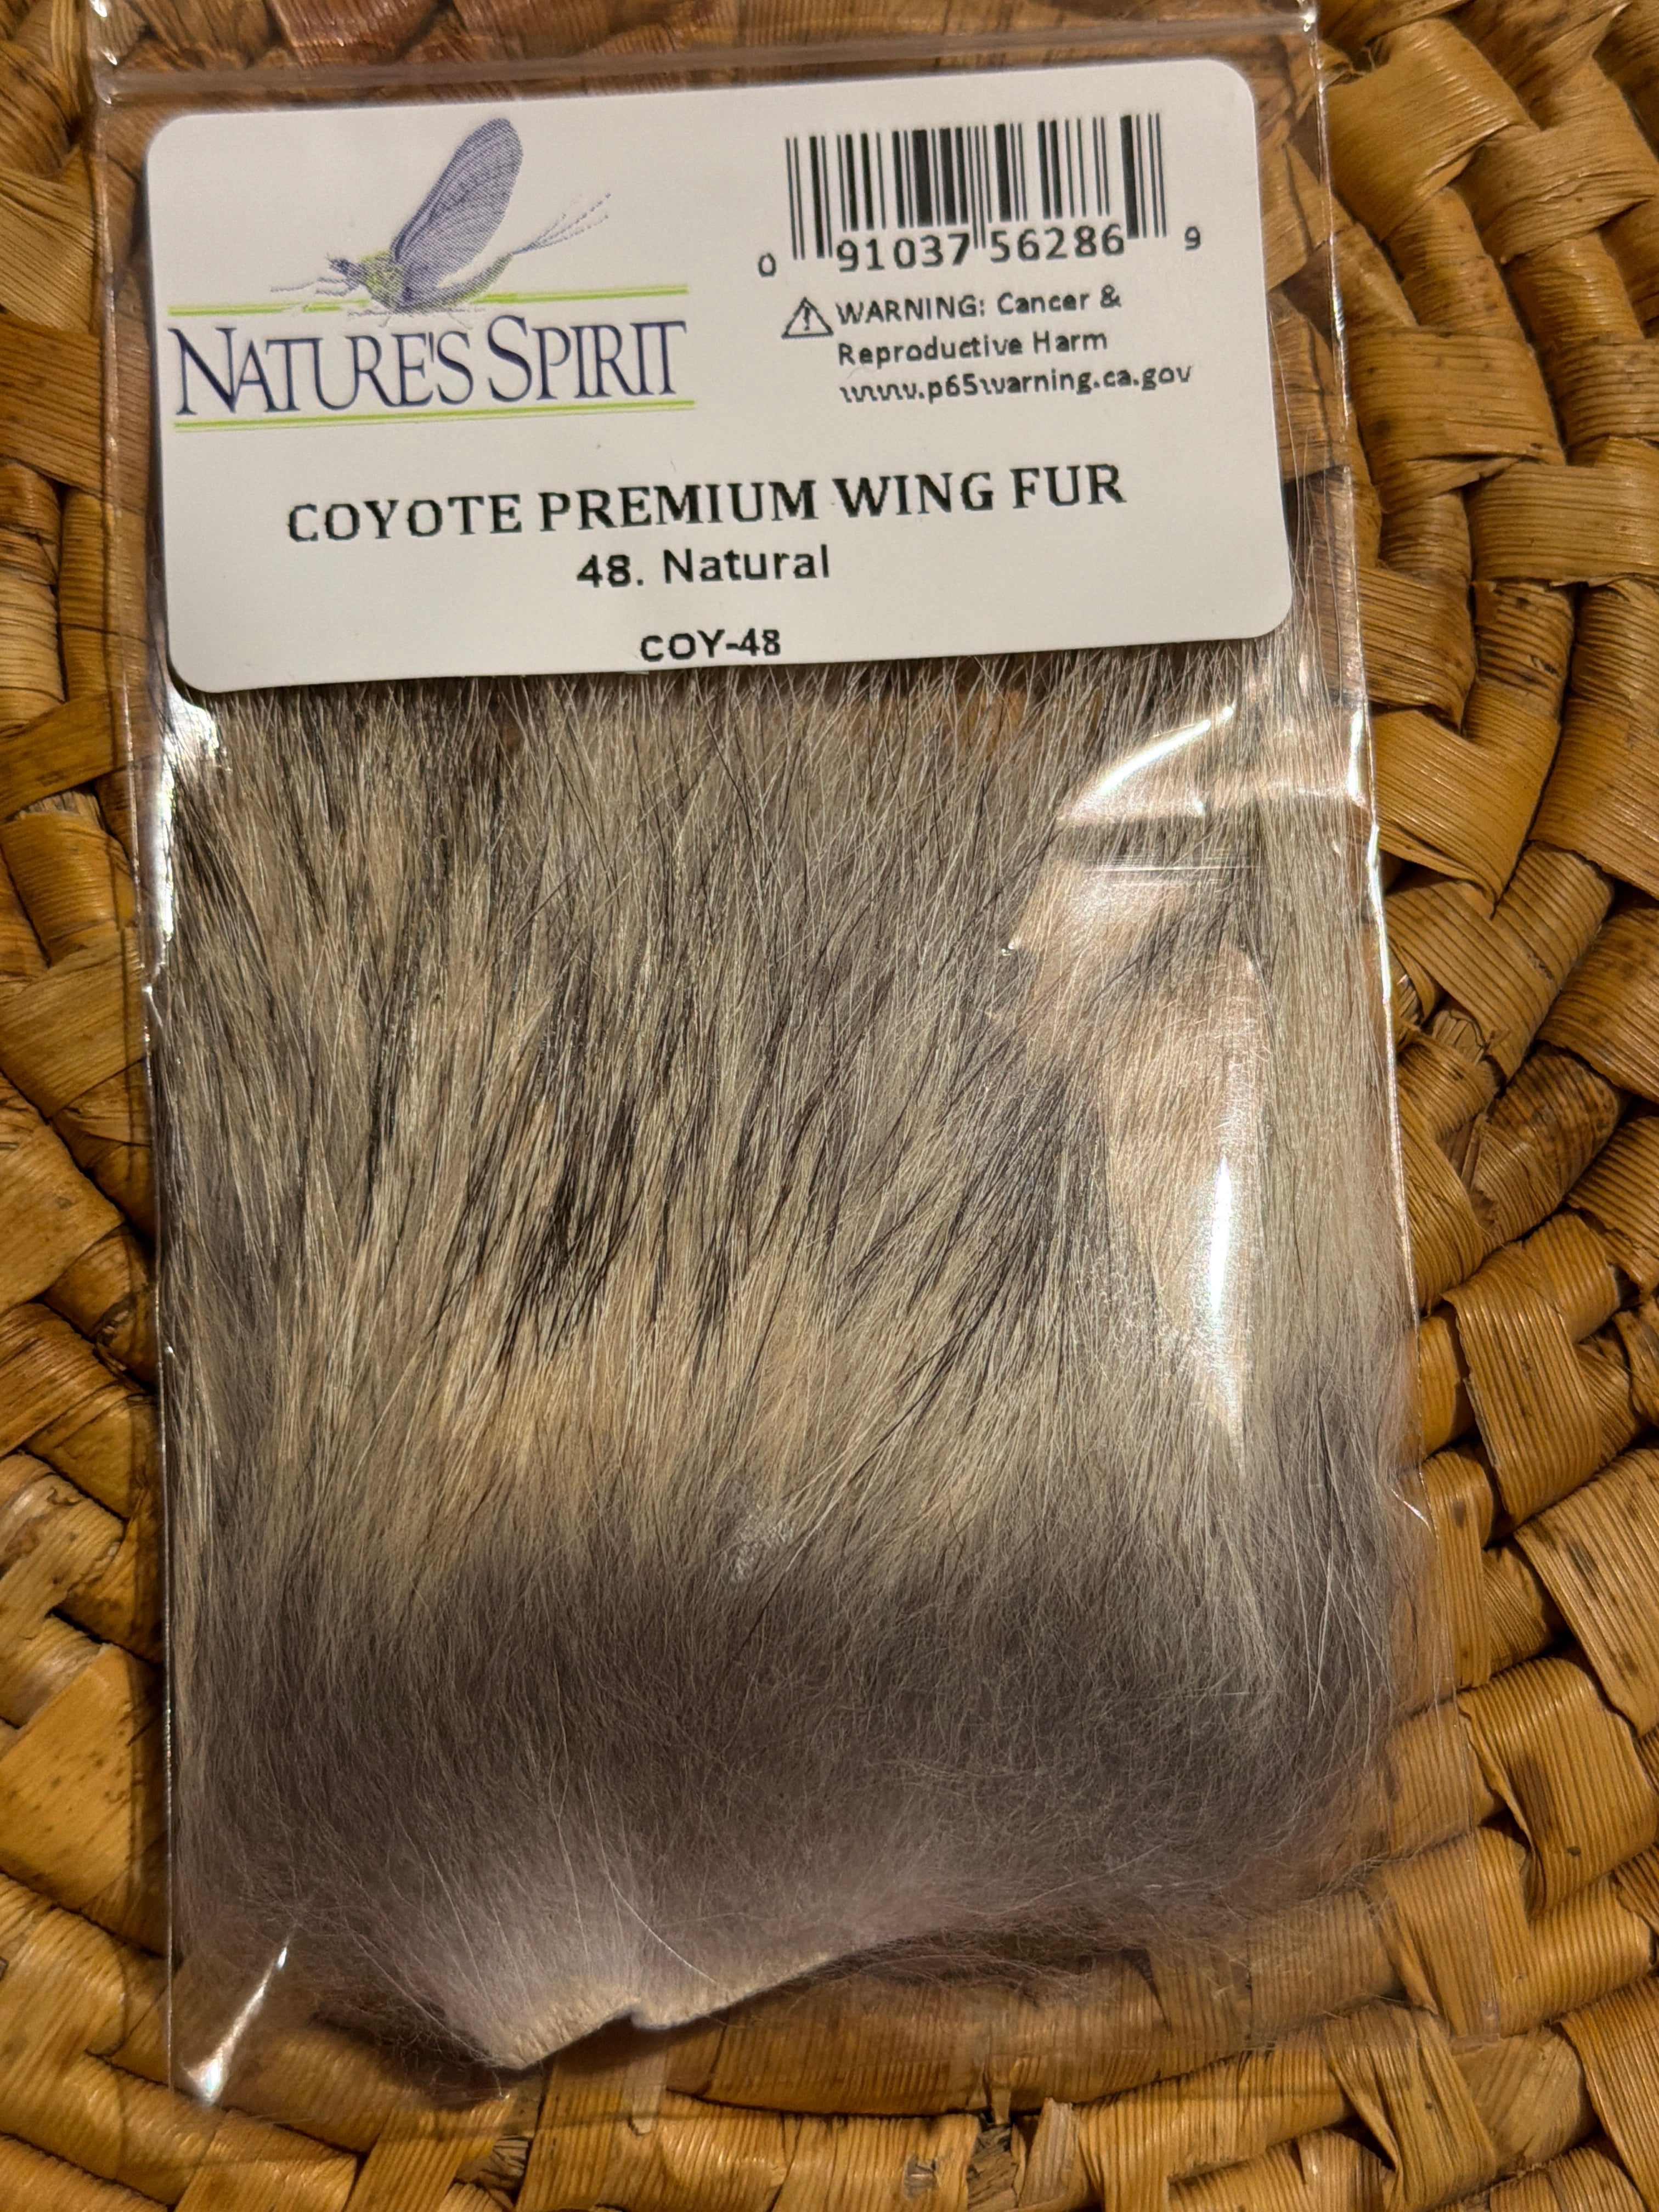 NATURE'S SPIRIT
0 91037 56286 9
⚠ WARNING: Cancer &
Reproductive Harm
www.p65warning.ca.gov
COYOTE PREMIUM WING FUR
48. Natural
COY-48